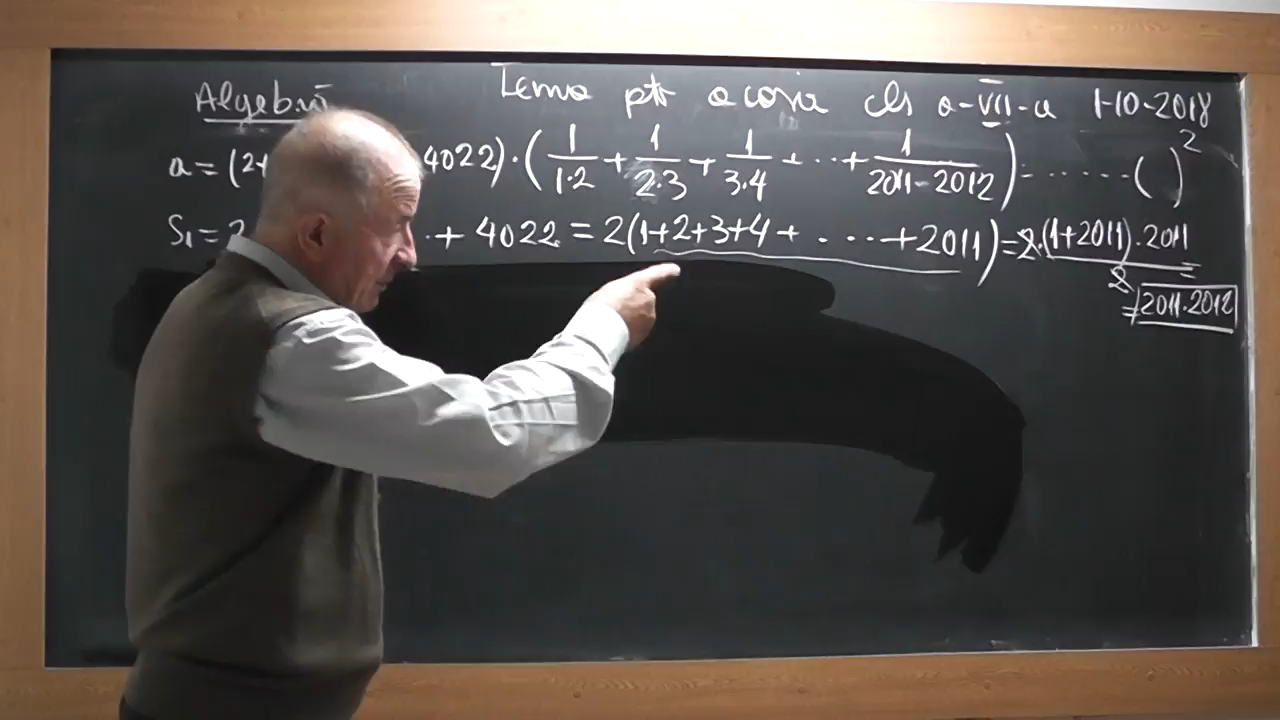 Algebră Tema ptr acasă cls a-VII-a 1-10-2018
a=(2+ 4022)·(1/1·2+1/2·3+1/3·4+...+1/2011-2012)......( )²
S₁=2 .+4022=2(1+2+3+4+....+2011)=2·(1+2011)·2011/2=
=2011·2012